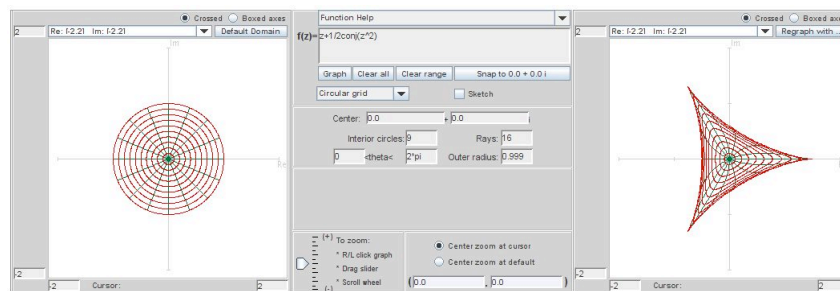 Crossed Boxed axes
2 Re: [-2,2] Im: [-2,2] Default Domain
Im
Re
-2
-2 Cursor: 2
Function Help
f(z)= z+1/2conj(z^2)
Graph Clear all Clear range Snap to 0.0 + 0.0 i
Circular grid Sketch
Center: 0.0 + 0.0 i
Interior circles: 9 Rays: 16
0 <theta< 2*pi Outer radius: 0.999
(+) To zoom:
* R/L click graph
* Drag slider
* Scroll wheel
(-)
Center zoom at cursor
Center zoom at default
( 0.0 , 0.0 )
Crossed Boxed axes
2 Re: [-2,2] Im: [-2,2] Regraph with ...
Im
-2
-2 Cursor: 2